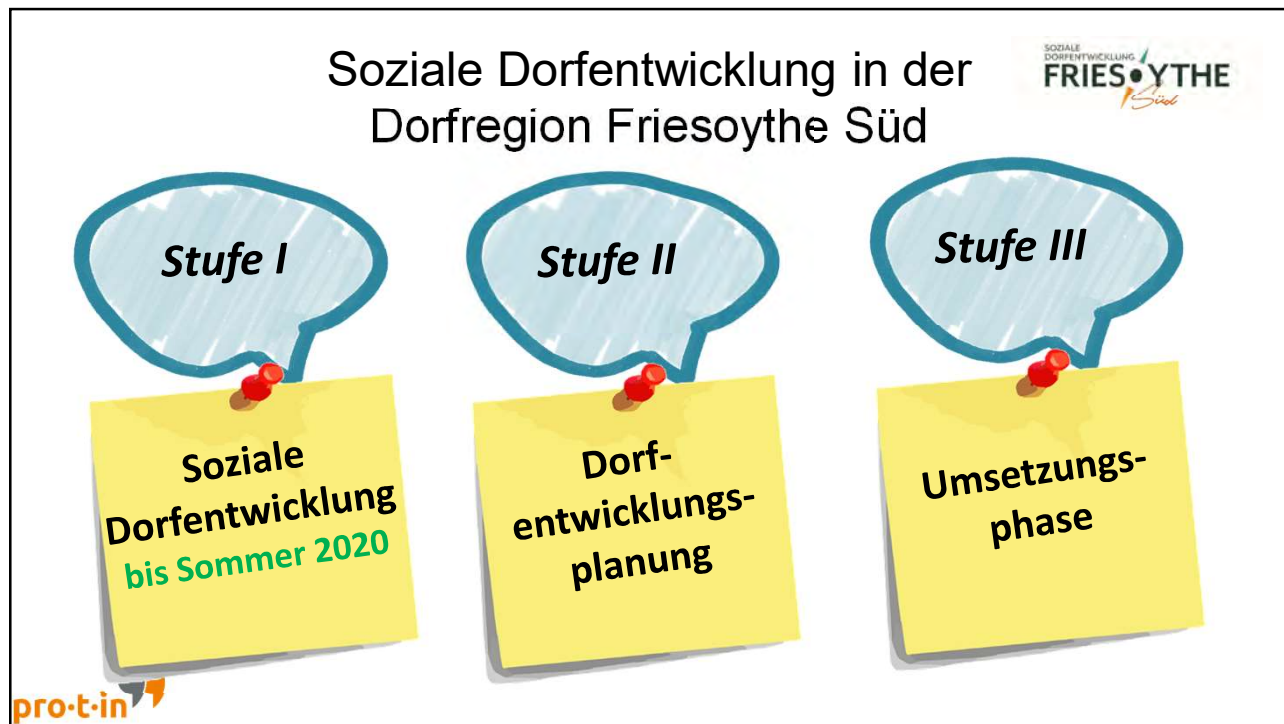 Soziale Dorfentwicklung in der
Dorfregion Friesoythe Süd
SOZIALE
DORFENTWICKLUNG
FRIESOYTHE
Süd
Stufe I
Soziale
Dorfentwicklung
bis Sommer 2020
Stufe II
Dorf-
entwicklungs-
planung
Stufe III
Umsetzungs-
phase
pro·t·in